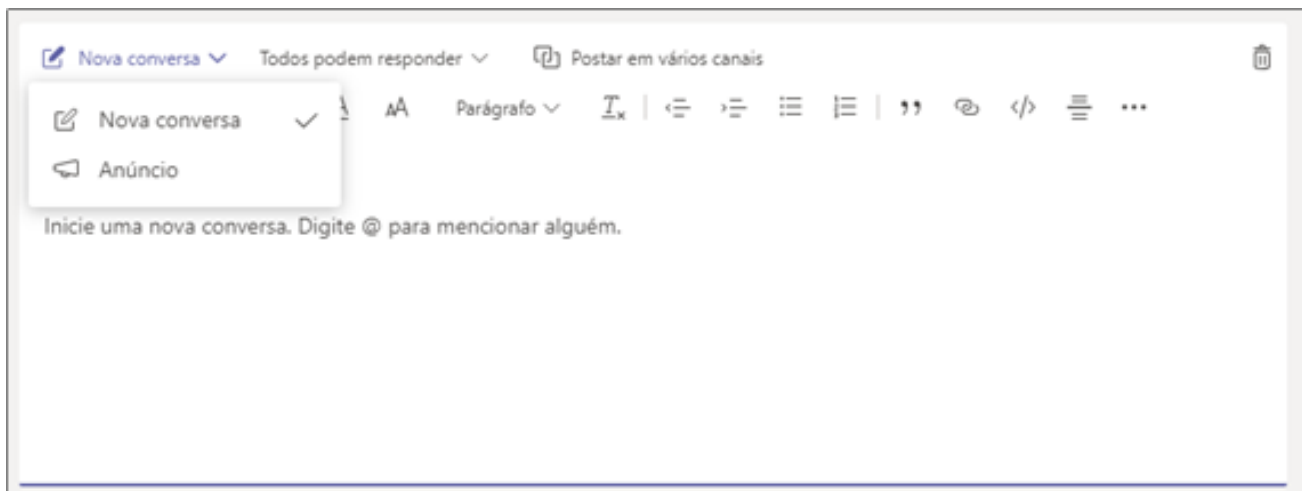 Nova conversa Todos podem responder Postar em vários canais
Nova conversa
Parágrafo
Anúncio
Inicie uma nova conversa. Digite @ para mencionar alguém.